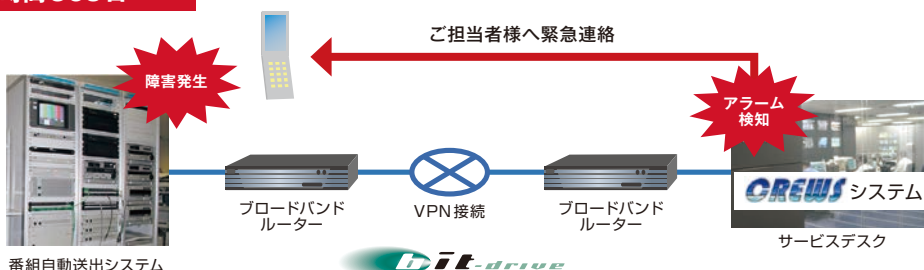 ご担当者様へ緊急連絡
障害発生
アラーム
検知
CREWS システム
ブロードバンド
ルーター
VPN接続
ブロードバンド
ルーター
サービスデスク
番組自動送出システム
bit-drive